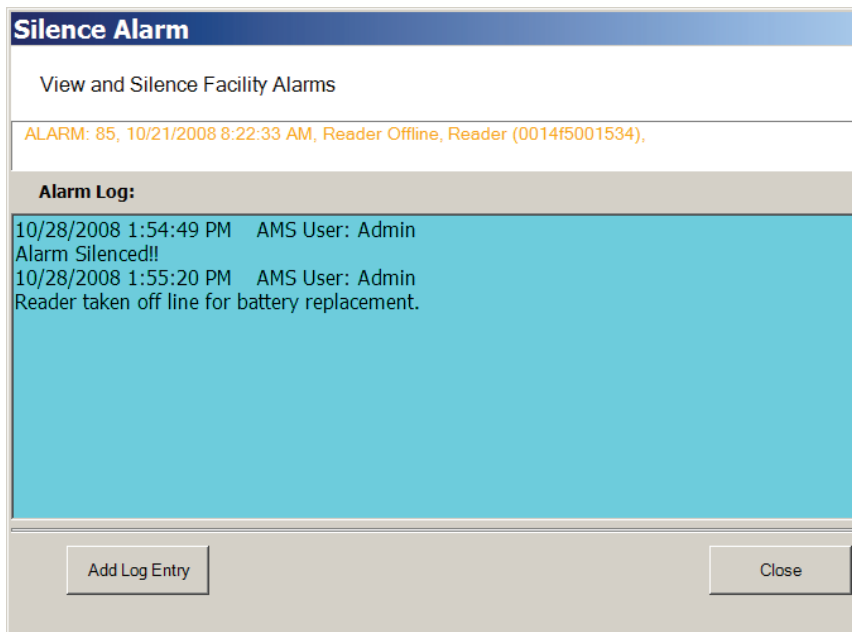 Silence Alarm
View and Silence Facility Alarms
ALARM: 85, 10/21/2008 8:22:33 AM, Reader Offline, Reader (0014f5001534),
Alarm Log:
10/28/2008 1:54:49 PM    AMS User: Admin
Alarm Silenced!!
10/28/2008 1:55:20 PM    AMS User: Admin
Reader taken off line for battery replacement.
Add Log Entry
Close